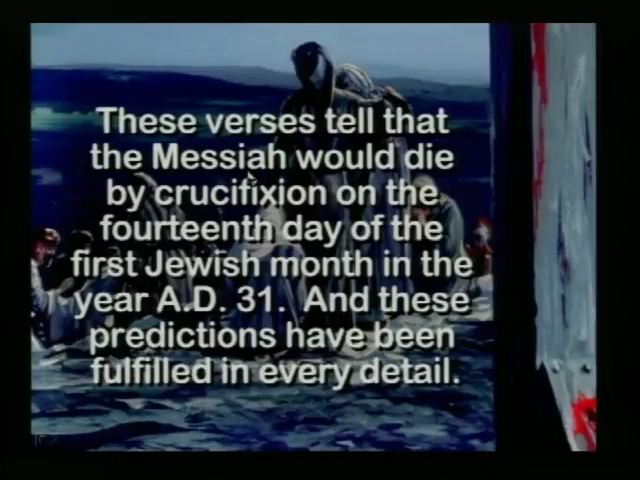 These verses tell that
the Messiah would die
by crucifixion on the
fourteenth day of the
first Jewish month in the
year A.D. 31.  And these
predictions have been
fulfilled in every detail.